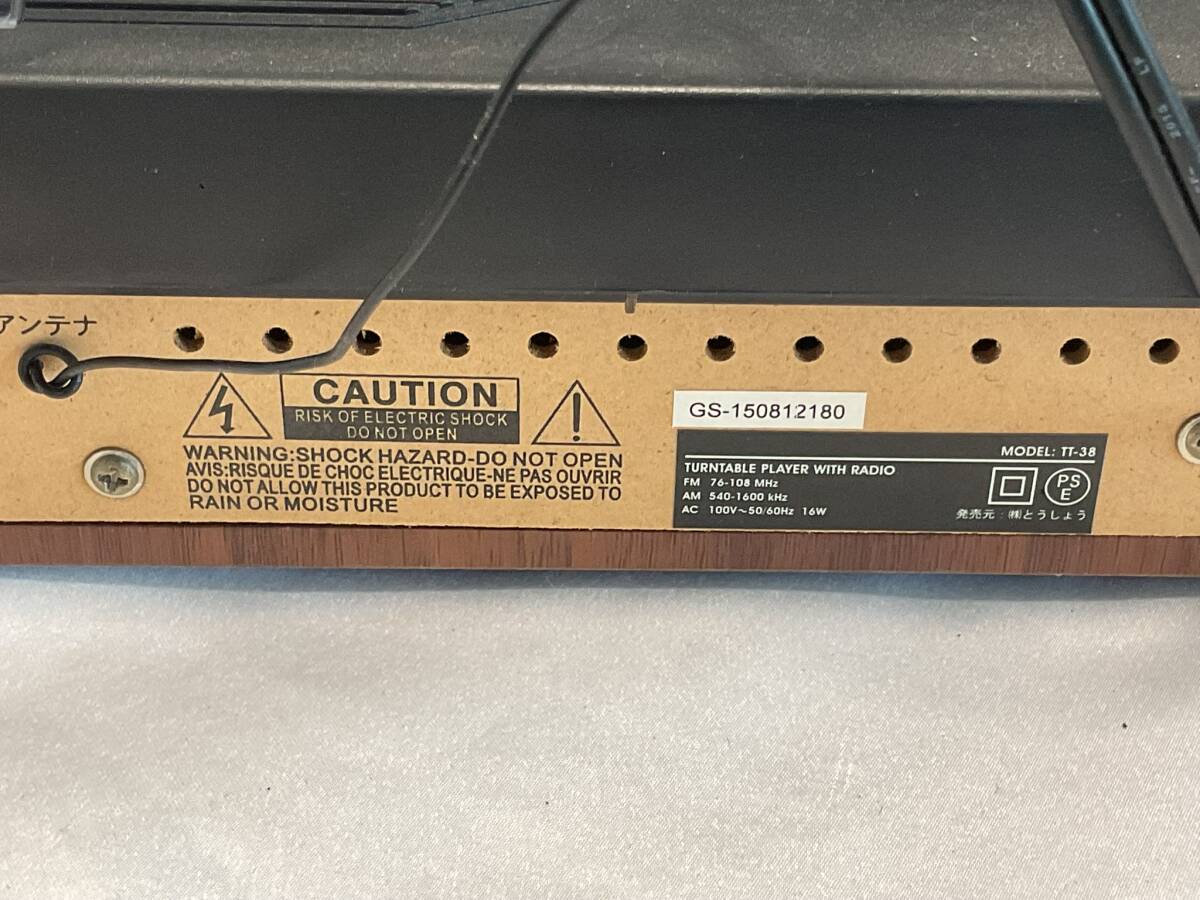 アンテナ
CAUTION
RISK OF ELECTRIC SHOCK
DO NOT OPEN
WARNING:SHOCK HAZARD-DO NOT OPEN
AVIS:RISQUE DE CHOC ELECTRIQUE-NE PAS OUVRIR
DO NOT ALLOW THIS PRODUCT TO BE EXPOSED TO
RAIN OR MOISTURE
GS-150812180
MODEL: TT-38
TURNTABLE PLAYER WITH RADIO
FM 76-108 MHz
AM 540-1600 kHz
AC 100V~50/60Hz 16W
PS
E
発売元:㈱とうしょう
LF
2015